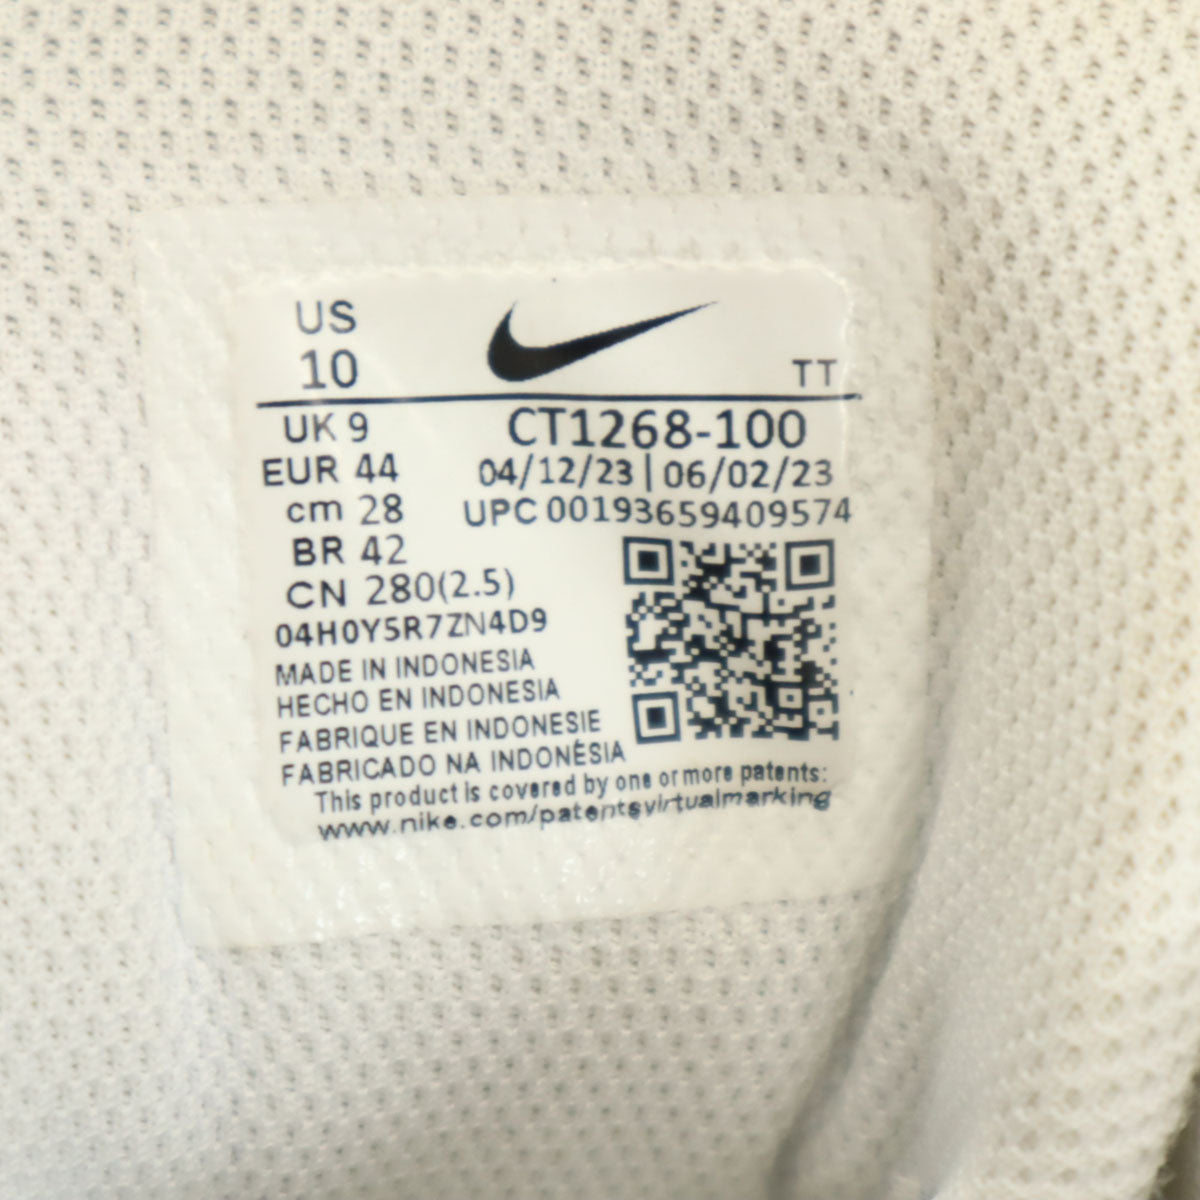 US
10
TT
UK 9
CT1268-100
EUR 44
04/12/23 | 06/02/23
cm 28
UPC 00193659409574
BR 42
CN 280(2.5)
04H0Y5R7ZN4D9
MADE IN INDONESIA
HECHO EN INDONESIA
FABRIQUE EN INDONESIE
FABRICADO NA INDONÉSIA
This product is covered by one or more patents:
www.nike.com/patentsvirtualmarking